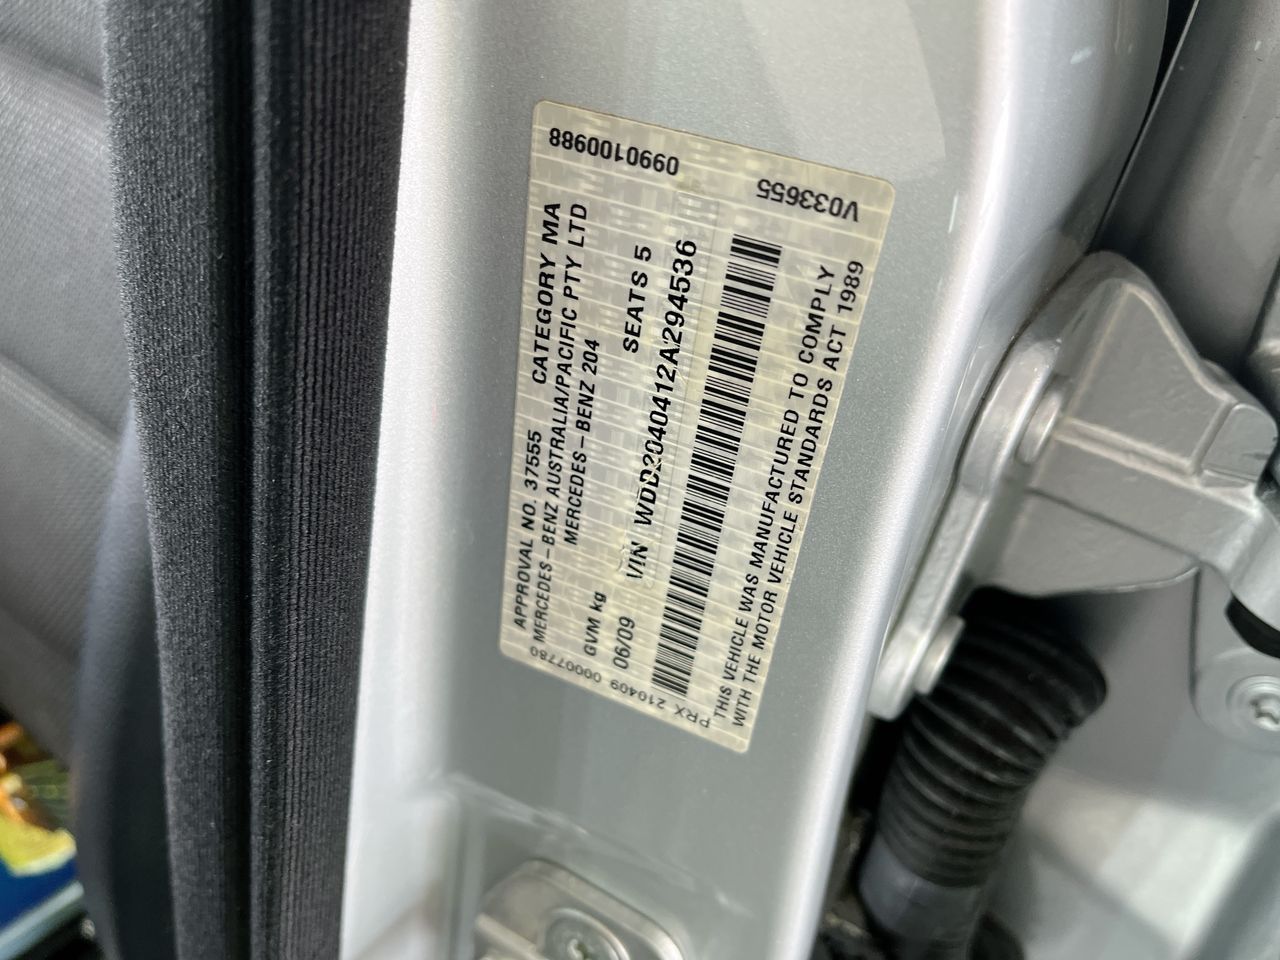 APPROVAL NO. 37555 CATEGORY MA
MERCEDES-BENZ AUSTRALIA/PACIFIC PTY LTD
MERCEDES-BENZ 204
GVM kg SEATS 5
06/09 VIN WDD2040412A294536
THIS VEHICLE WAS MANUFACTURED TO COMPLY
WITH THE MOTOR VEHICLE STANDARDS ACT 1989
PRX 210409 00007780
0990100988
V033655